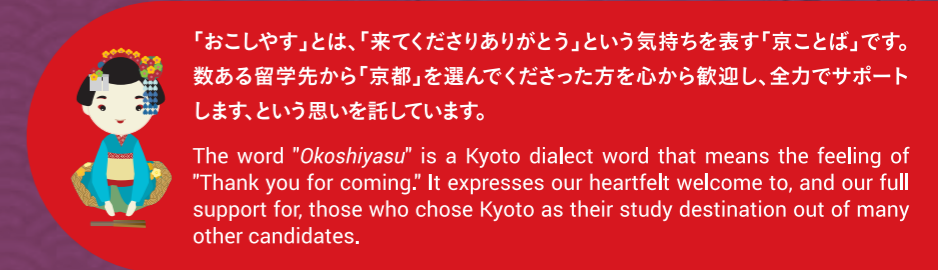 「おこしやす」とは、「来てくださりありがとう」という気持ちを表す「京ことば」です。
数ある留学先から「京都」を選んでくださった方を心から歓迎し、全力でサポート
します、という思いを託しています。
The word "Okoshiyasu" is a Kyoto dialect word that means the feeling of
"Thank you for coming." It expresses our heartfelt welcome to, and our full
support for, those who chose Kyoto as their study destination out of many
other candidates.